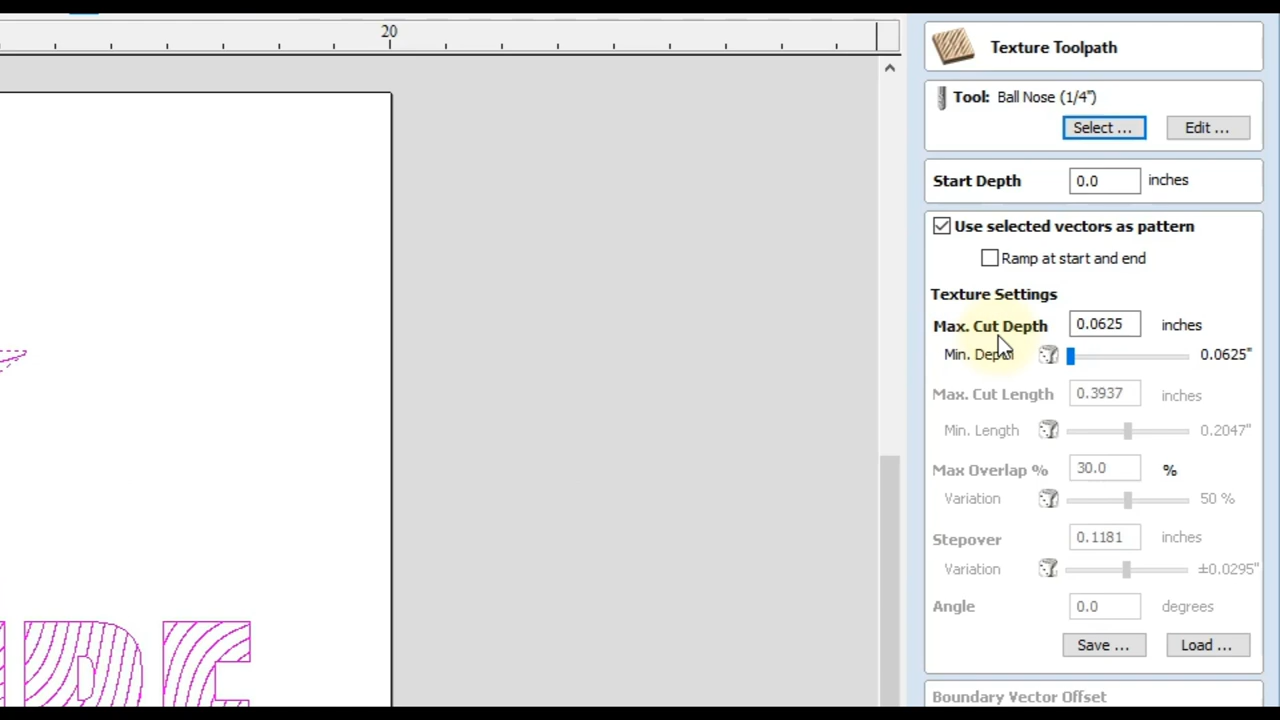 20
Texture Toolpath
Tool: Ball Nose (1/4")
Select ... Edit ...
Start Depth 0.0 inches
Use selected vectors as pattern
Ramp at start and end
Texture Settings
Max. Cut Depth 0.0625 inches
Min. Depth 0.0625"
Max. Cut Length 0.3937 inches
Min. Length 0.2047"
Max Overlap % 30.0 %
Variation 50 %
Stepover 0.1181 inches
Variation ±0.0295"
Angle 0.0 degrees
Save ... Load ...
Boundary Vector Offset